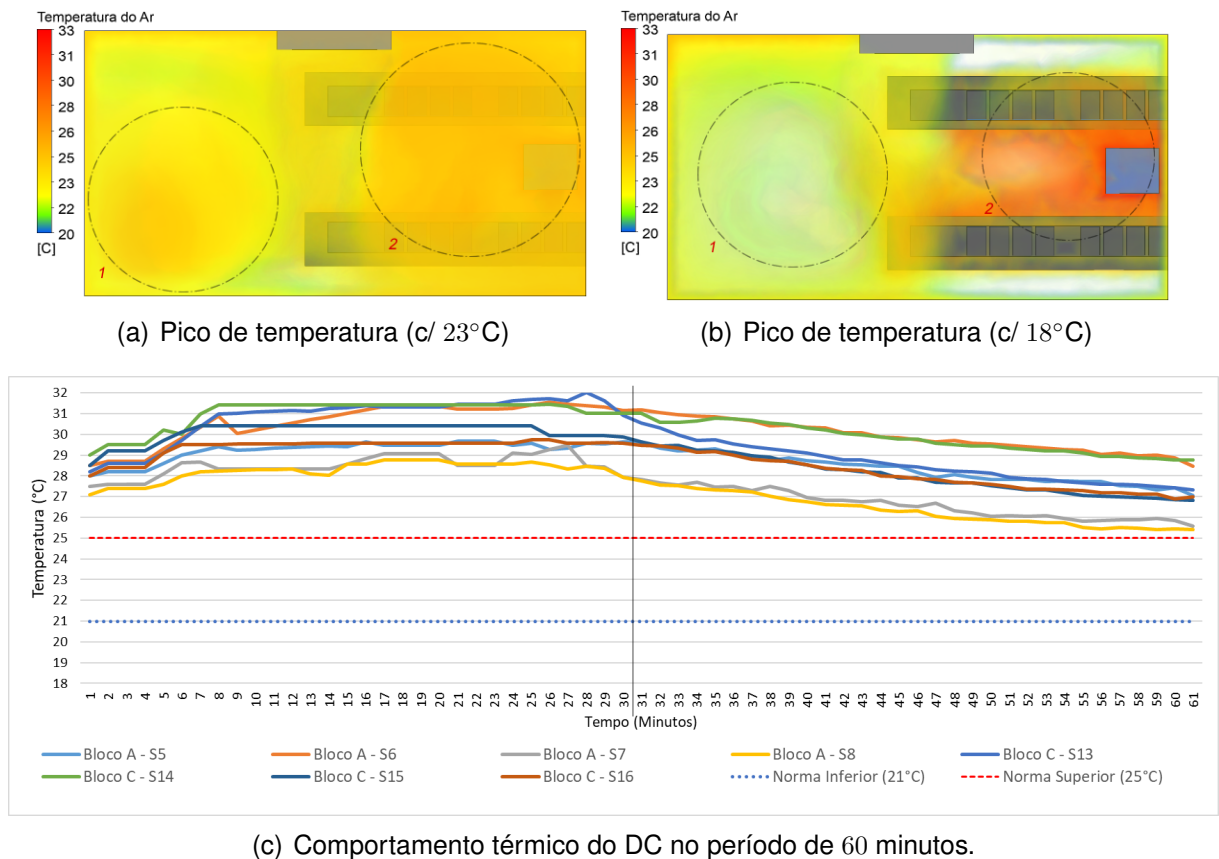 Temperatura do Ar
33
30
28
25
23
22
20
[C]
1
2
Temperatura do Ar
33
30
28
25
23
22
20
[C]
1
2
(a) Pico de temperatura (c/ 23°C)
(b) Pico de temperatura (c/ 18°C)
Temperatura (°C)
32
31
30
29
28
27
26
25
24
23
22
21
20
19
18
1 2 3 4 5 6 7 8 9 10 11 12 13 14 15 16 17 18 19 20 21 22 23 24 25 26 27 28 29 30 31 32 33 34 35 36 37 38 39 40 41 42 43 44 45 46 47 48 49 50 51 52 53 54 55 56 57 58 59 60 61
Tempo (Minutos)
Bloco A - S5
Bloco A - S6
Bloco A - S7
Bloco A - S8
Bloco C - S13
Bloco C - S14
Bloco C - S15
Bloco C - S16
Norma Inferior (21°C)
Norma Superior (25°C)
(c) Comportamento térmico do DC no período de 60 minutos.